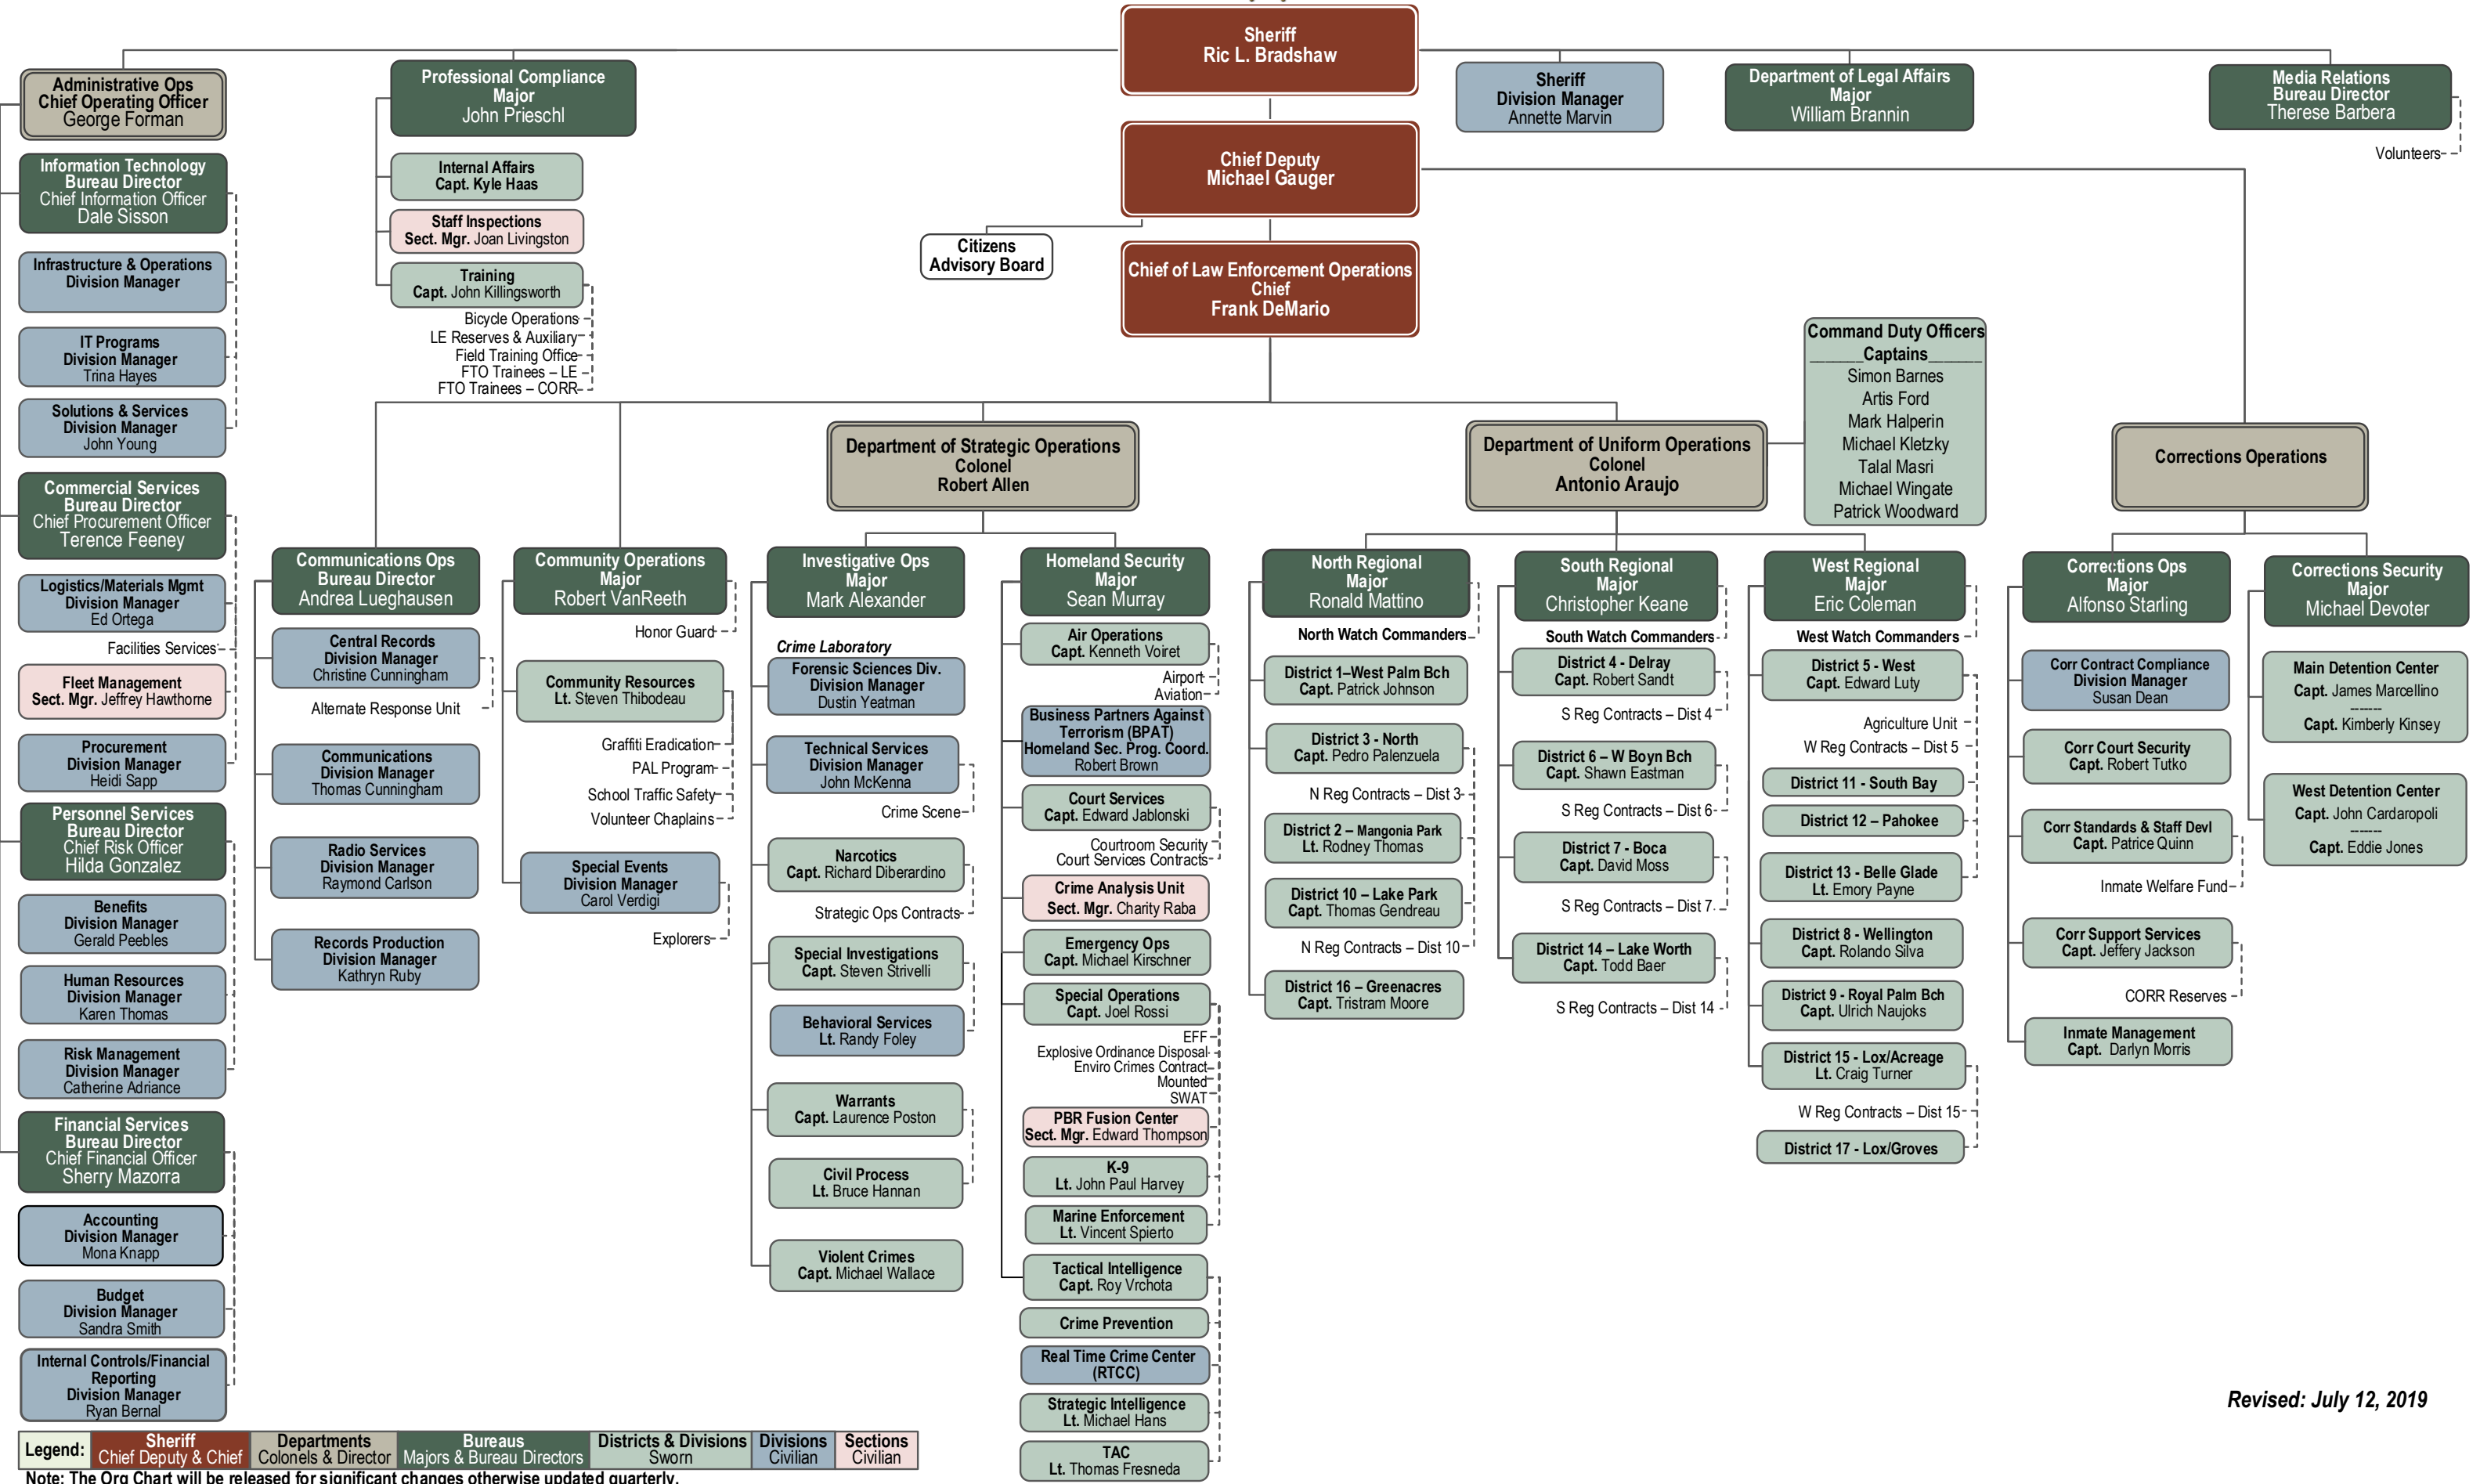 Sheriff
Ric L. Bradshaw
Administrative Ops
Chief Operating Officer
George Forman
Professional Compliance
Major
John Prieschl
Sheriff
Division Manager
Annette Marvin
Department of Legal Affairs
Major
William Brannin
Media Relations
Bureau Director
Therese Barbera
Volunteers
Chief Deputy
Michael Gauger
Citizens
Advisory Board
Chief of Law Enforcement Operations
Chief
Frank DeMario
Information Technology
Bureau Director
Chief Information Officer
Dale Sisson
Infrastructure & Operations
Division Manager
IT Programs
Division Manager
Trina Hayes
Solutions & Services
Division Manager
John Young
Commercial Services
Bureau Director
Chief Procurement Officer
Terence Feeney
Logistics/Materials Mgmt
Division Manager
Ed Ortega
Facilities Services
Fleet Management
Sect. Mgr. Jeffrey Hawthorne
Procurement
Division Manager
Heidi Sapp
Personnel Services
Bureau Director
Chief Risk Officer
Hilda Gonzalez
Benefits
Division Manager
Gerald Peebles
Human Resources
Division Manager
Karen Thomas
Risk Management
Division Manager
Catherine Adriance
Financial Services
Bureau Director
Chief Financial Officer
Sherry Mazorra
Accounting
Division Manager
Mona Knapp
Budget
Division Manager
Sandra Smith
Internal Controls/Financial
Reporting
Division Manager
Ryan Bernal
Internal Affairs
Capt. Kyle Haas
Staff Inspections
Sect. Mgr. Joan Livingston
Training
Capt. John Killingsworth
Bicycle Operations
LE Reserves & Auxiliary
Field Training Office
FTO Trainees – LE
FTO Trainees – CORR
Department of Strategic Operations
Colonel
Robert Allen
Department of Uniform Operations
Colonel
Antonio Araujo
Command Duty Officers
Captains
Simon Barnes
Artis Ford
Mark Halperin
Michael Kletzky
Talal Masri
Michael Wingate
Patrick Woodward
Corrections Operations
Communications Ops
Bureau Director
Andrea Lueghausen
Central Records
Division Manager
Christine Cunningham
Alternate Response Unit
Communications
Division Manager
Thomas Cunningham
Radio Services
Division Manager
Raymond Carlson
Records Production
Division Manager
Kathryn Ruby
Community Operations
Major
Robert VanReeth
Honor Guard
Community Resources
Lt. Steven Thibodeau
Graffiti Eradication
PAL Program
School Traffic Safety
Volunteer Chaplains
Special Events
Division Manager
Carol Verdigi
Explorers
Investigative Ops
Major
Mark Alexander
Crime Laboratory
Forensic Sciences Div.
Division Manager
Dustin Yeatman
Technical Services
Division Manager
John McKenna
Crime Scene
Narcotics
Capt. Richard Diberardino
Strategic Ops Contracts
Special Investigations
Capt. Steven Strivelli
Behavioral Services
Lt. Randy Foley
Warrants
Capt. Laurence Poston
Civil Process
Lt. Bruce Hannan
Violent Crimes
Capt. Michael Wallace
Homeland Security
Major
Sean Murray
Air Operations
Capt. Kenneth Voiret
Airport
Aviation
Business Partners Against
Terrorism (BPAT)
Homeland Sec. Prog. Coord.
Robert Brown
Court Services
Capt. Edward Jablonski
Courtroom Security
Court Services Contracts
Crime Analysis Unit
Sect. Mgr. Charity Raba
Emergency Ops
Capt. Michael Kirschner
Special Operations
Capt. Joel Rossi
EFF
Explosive Ordinance Disposal
Enviro Crimes Contract
Mounted
SWAT
PBR Fusion Center
Sect. Mgr. Edward Thompson
K-9
Lt. John Paul Harvey
Marine Enforcement
Lt. Vincent Spierto
Tactical Intelligence
Capt. Roy Vrchota
Crime Prevention
Real Time Crime Center
(RTCC)
Strategic Intelligence
Lt. Michael Hans
TAC
Lt. Thomas Fresneda
North Regional
Major
Ronald Mattino
North Watch Commanders
District 1–West Palm Bch
Capt. Patrick Johnson
District 3 - North
Capt. Pedro Palenzuela
N Reg Contracts – Dist 3
District 2 – Mangonia Park
Lt. Rodney Thomas
District 10 – Lake Park
Capt. Thomas Gendreau
N Reg Contracts – Dist 10
District 16 – Greenacres
Capt. Tristram Moore
South Regional
Major
Christopher Keane
South Watch Commanders
District 4 - Delray
Capt. Robert Sandt
S Reg Contracts – Dist 4
District 6 – W Boyn Bch
Capt. Shawn Eastman
S Reg Contracts – Dist 6
District 7 - Boca
Capt. David Moss
S Reg Contracts – Dist 7
District 14 – Lake Worth
Capt. Todd Baer
S Reg Contracts – Dist 14
West Regional
Major
Eric Coleman
West Watch Commanders
District 5 - West
Capt. Edward Luty
Agriculture Unit
W Reg Contracts – Dist 5
District 11 - South Bay
District 12 – Pahokee
District 13 - Belle Glade
Lt. Emory Payne
District 8 - Wellington
Capt. Rolando Silva
District 9 - Royal Palm Bch
Capt. Ulrich Naujoks
District 15 - Lox/Acreage
Lt. Craig Turner
W Reg Contracts – Dist 15
District 17 - Lox/Groves
Corrections Ops
Major
Alfonso Starling
Corr Contract Compliance
Division Manager
Susan Dean
Corr Court Security
Capt. Robert Tutko
Corr Standards & Staff Devl
Capt. Patrice Quinn
Inmate Welfare Fund
Corr Support Services
Capt. Jeffery Jackson
CORR Reserves
Inmate Management
Capt. Darlyn Morris
Corrections Security
Major
Michael Devoter
Main Detention Center
Capt. James Marcellino
-------
Capt. Kimberly Kinsey
West Detention Center
Capt. John Cardaropoli
-------
Capt. Eddie Jones
Revised: July 12, 2019
Legend:
Sheriff
Chief Deputy & Chief
Departments
Colonels & Director
Bureaus
Majors & Bureau Directors
Districts & Divisions
Sworn
Divisions
Civilian
Sections
Civilian
Note: The Org Chart will be released for significant changes otherwise updated quarterly.